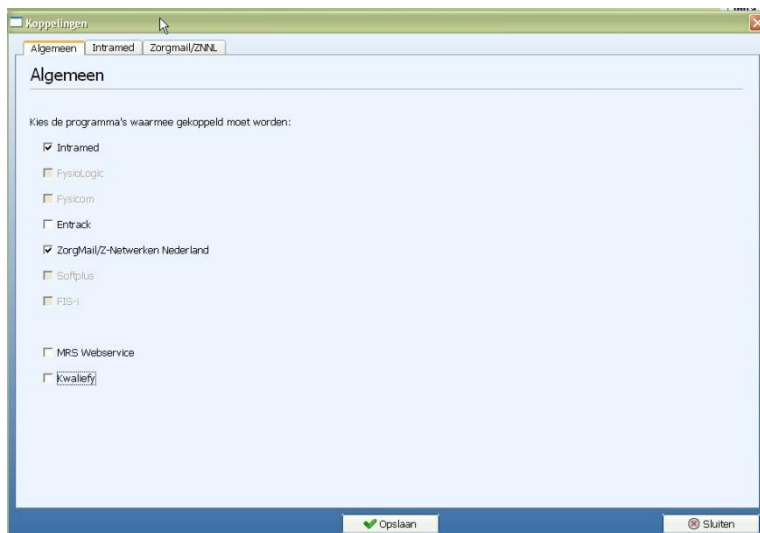 Koppelingen
Algemeen Intramed Zorgmail/ZNNL
Algemeen
Kies de programma's waarmee gekoppeld moet worden:
Intramed
FysioLogic
Fysicom
Entrack
ZorgMail/Z-Netwerken Nederland
Softplus
FIS-i
MRS Webservice
Kwaliefy
Opslaan Sluiten